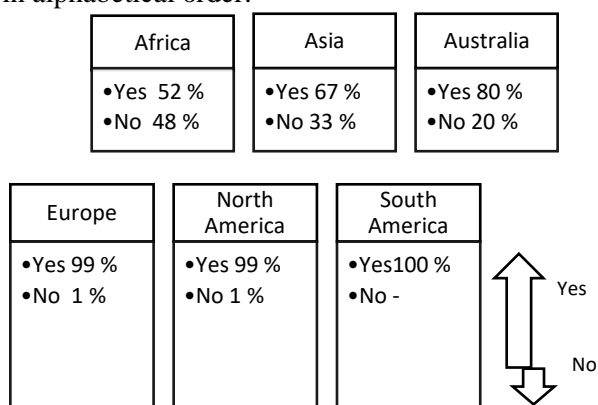 in alphabetical order.
Africa
•Yes 52 %
•No 48 %
Asia
•Yes 67 %
•No 33 %
Australia
•Yes 80 %
•No 20 %
Europe
•Yes 99 %
•No 1 %
North
America
•Yes 99 %
•No 1 %
South
America
•Yes100 %
•No -
Yes
No